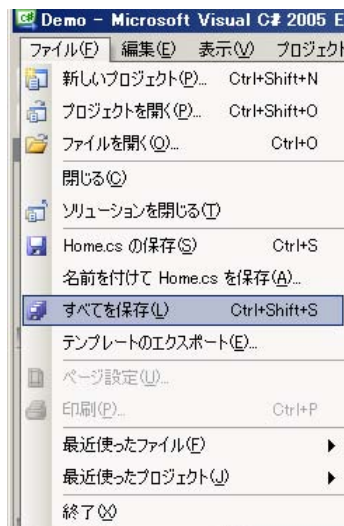 Demo - Microsoft Visual C# 2005 E
ファイル(F) 編集(E) 表示(V) プロジェクト
新しいプロジェクト(P)... Ctrl+Shift+N
プロジェクトを開く(P)... Ctrl+Shift+O
ファイルを開く(O)... Ctrl+O
閉じる(C)
ソリューションを閉じる(T)
Home.cs の保存(S) Ctrl+S
名前を付けて Home.cs を保存(A)...
すべてを保存(L) Ctrl+Shift+S
テンプレートのエクスポート(E)...
ページ設定(U)...
印刷(P)... Ctrl+P
最近使ったファイル(F)
最近使ったプロジェクト(J)
終了(X)